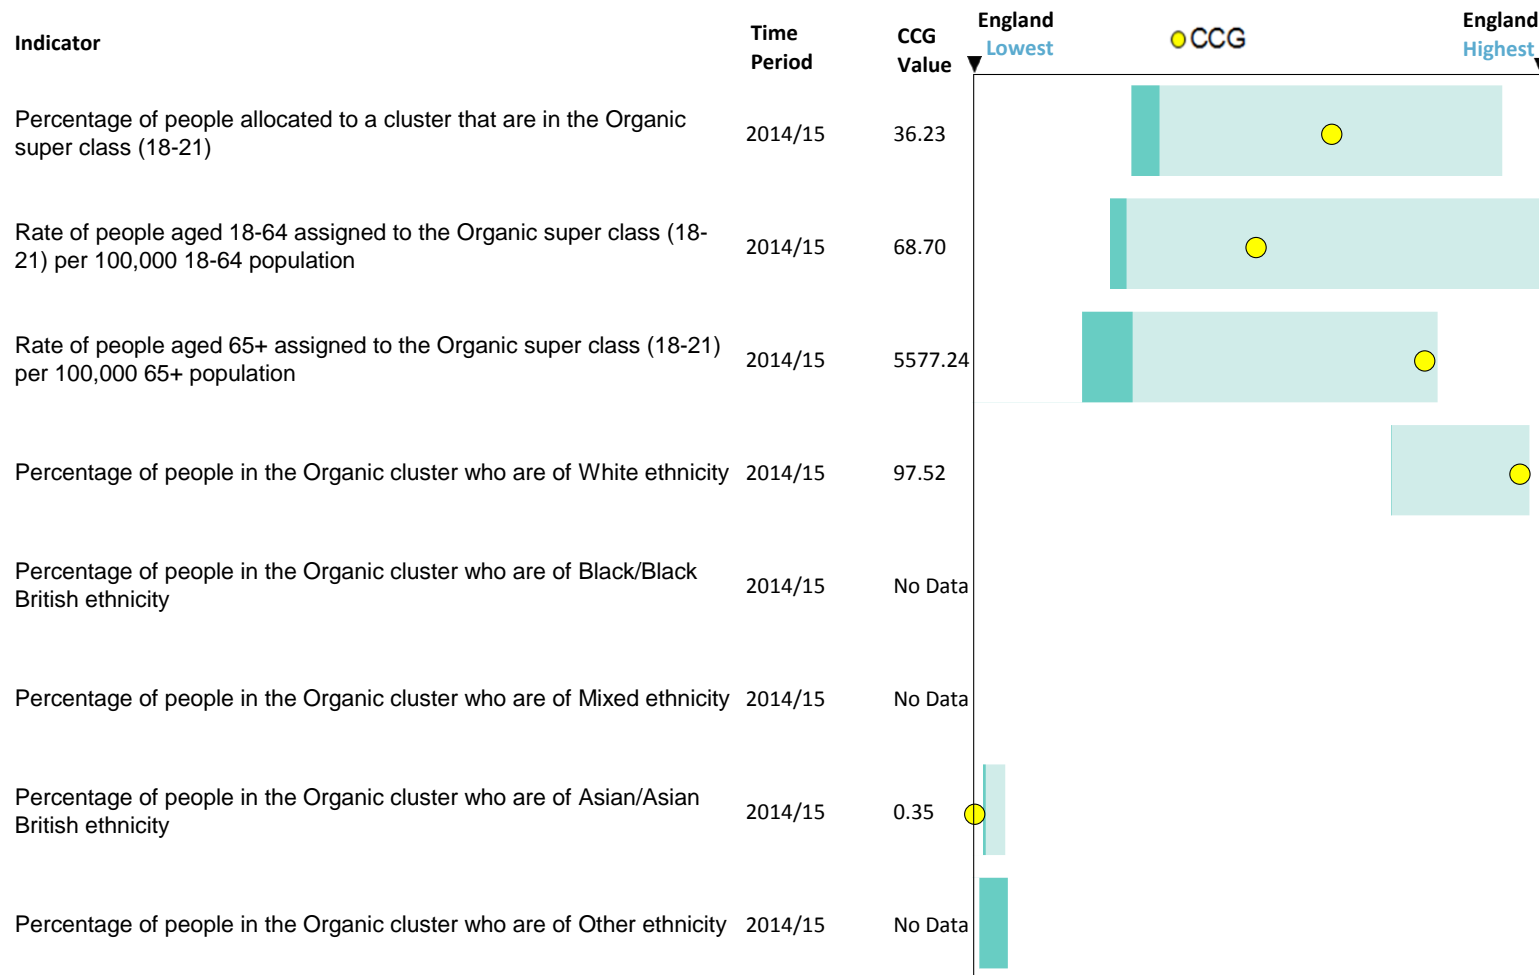 Indicator
Time
Period
CCG
Value
England
Lowest
CCG
England
Highest
Percentage of people allocated to a cluster that are in the Organic
super class (18-21)
2014/15
36.23
Rate of people aged 18-64 assigned to the Organic super class (18-
21) per 100,000 18-64 population
2014/15
68.70
Rate of people aged 65+ assigned to the Organic super class (18-21)
per 100,000 65+ population
2014/15
5577.24
Percentage of people in the Organic cluster who are of White ethnicity
2014/15
97.52
Percentage of people in the Organic cluster who are of Black/Black
British ethnicity
2014/15
No Data
Percentage of people in the Organic cluster who are of Mixed ethnicity
2014/15
No Data
Percentage of people in the Organic cluster who are of Asian/Asian
British ethnicity
2014/15
0.35
Percentage of people in the Organic cluster who are of Other ethnicity
2014/15
No Data